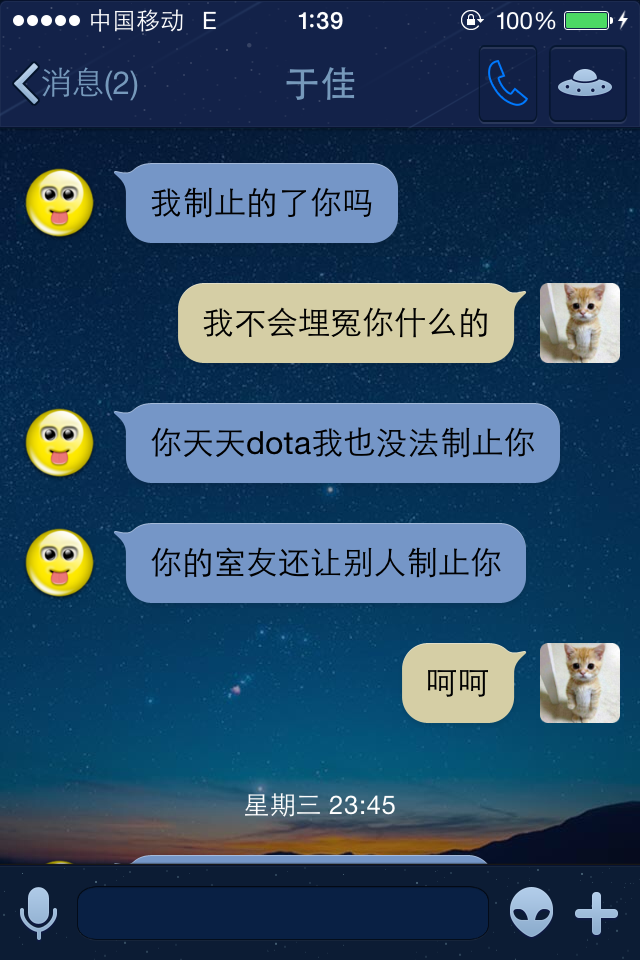 中国移动 E 1:39 100%
消息(2) 于佳
我制止的了你吗
我不会埋冤你什么的
你天天dota我也没法制止你
你的室友还让别人制止你
呵呵
星期三 23:45